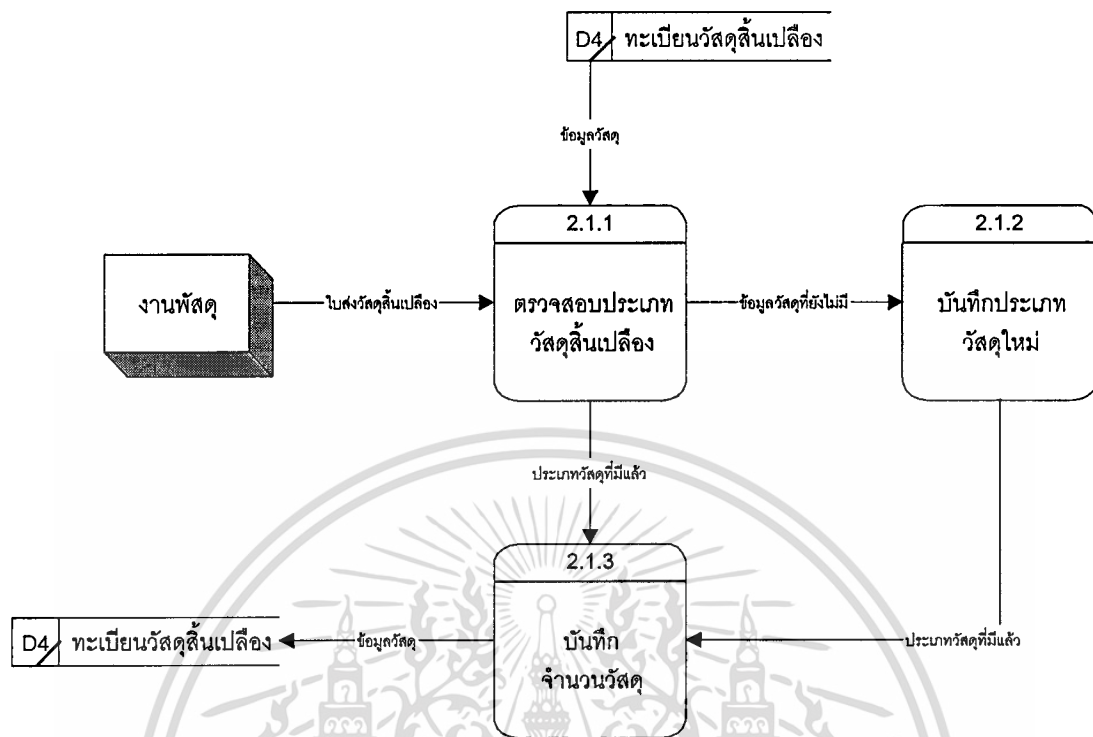 D4 ทะเบียนวัสดุสิ้นเปลือง
ข้อมูลวัสดุ
2.1.1
ตรวจสอบประเภท
วัสดุสิ้นเปลือง
2.1.2
บันทึกประเภท
วัสดุใหม่
งานพัสดุ
ใบส่งวัสดุสิ้นเปลือง
ข้อมูลวัสดุที่ยังไม่มี
ประเภทวัสดุที่มีแล้ว
2.1.3
บันทึก
จำนวนวัสดุ
ประเภทวัสดุที่มีแล้ว
ข้อมูลวัสดุ
D4 ทะเบียนวัสดุสิ้นเปลือง